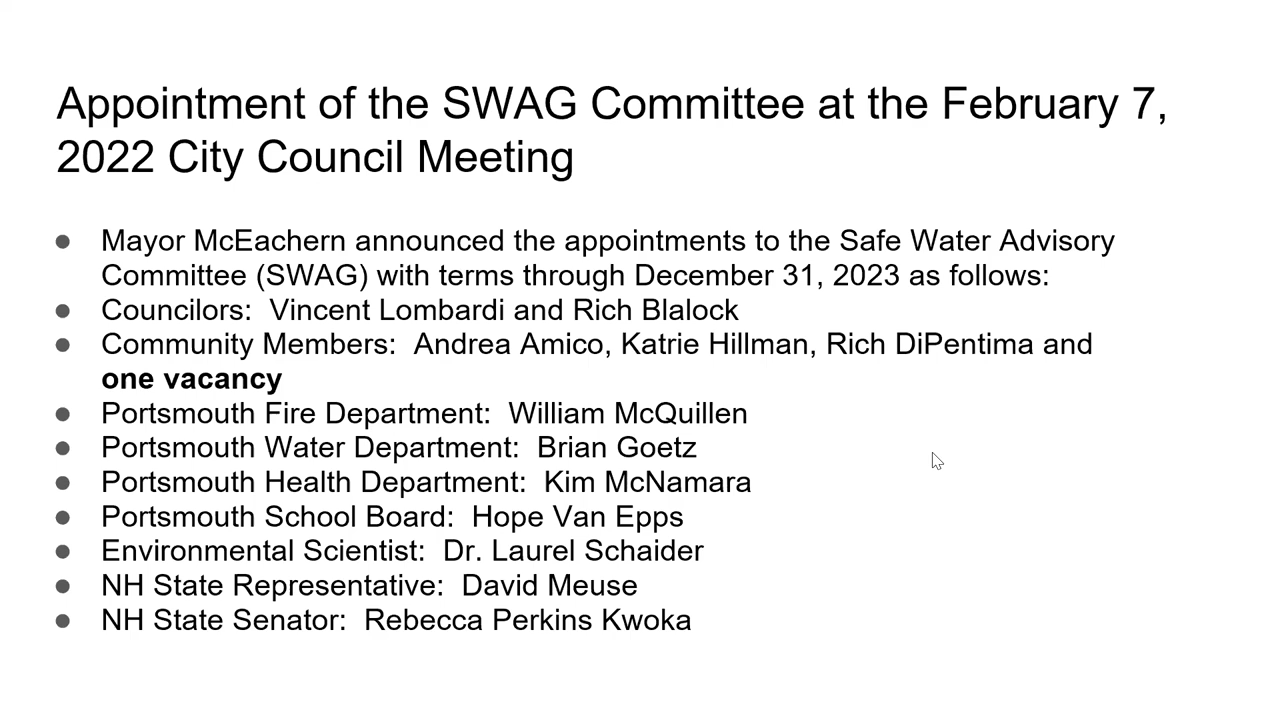 Appointment of the SWAG Committee at the February 7,
2022 City Council Meeting
● Mayor McEachern announced the appointments to the Safe Water Advisory
Committee (SWAG) with terms through December 31, 2023 as follows:
● Councilors:  Vincent Lombardi and Rich Blalock
● Community Members:  Andrea Amico, Katrie Hillman, Rich DiPentima and
one vacancy
● Portsmouth Fire Department:  William McQuillen
● Portsmouth Water Department:  Brian Goetz
● Portsmouth Health Department:  Kim McNamara
● Portsmouth School Board:  Hope Van Epps
● Environmental Scientist:  Dr. Laurel Schaider
● NH State Representative:  David Meuse
● NH State Senator:  Rebecca Perkins Kwoka